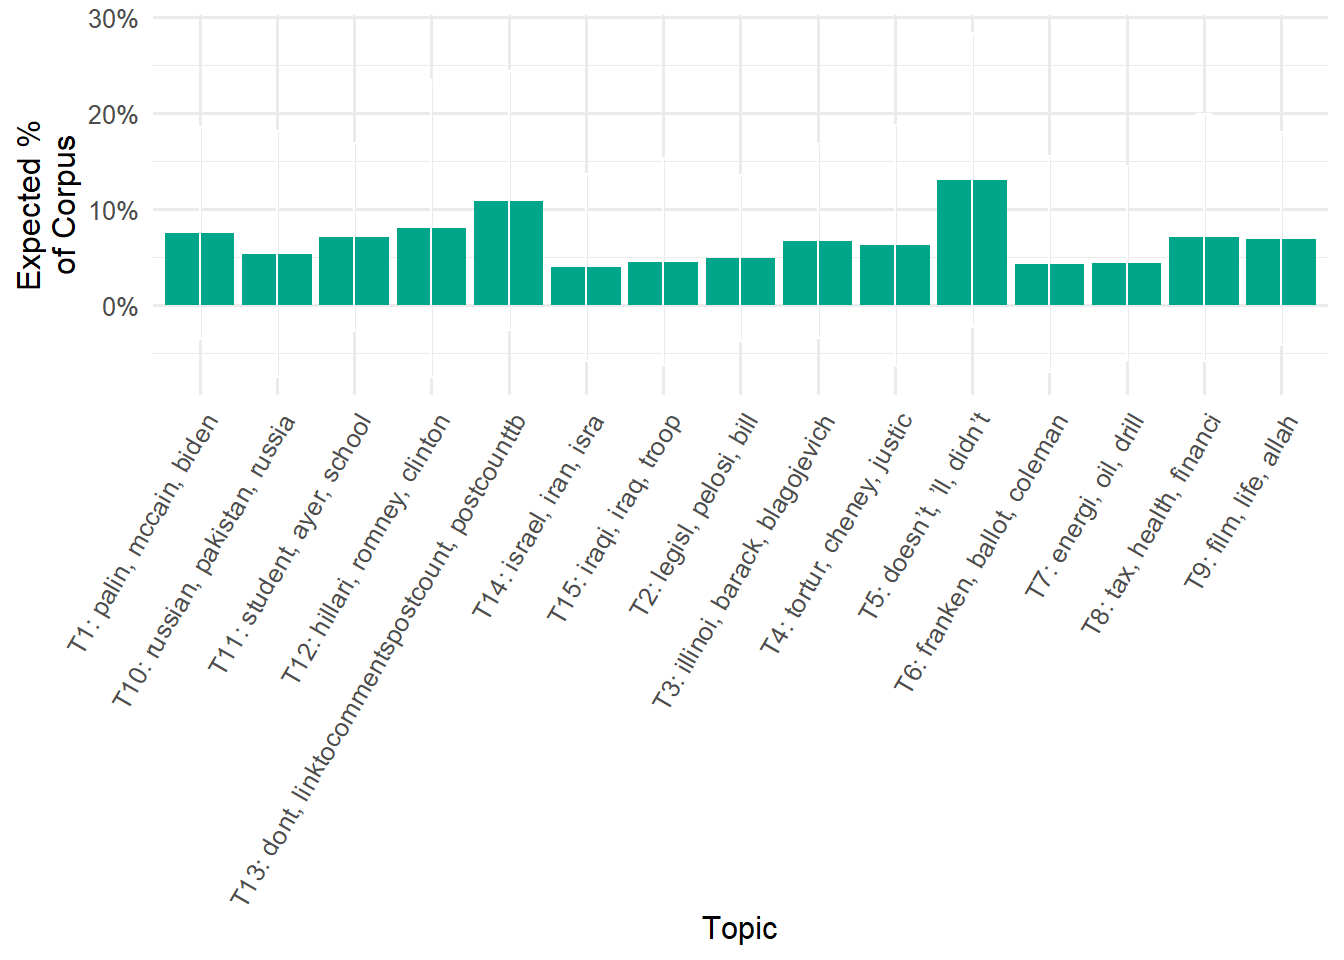 Expected %
of Corpus
30%
20%
10%
0%
T1: palin, mccain, biden
T10: russian, pakistan, russia
T11: student, ayer, school
T12: hillari, romney, clinton
T13: dont, linktocommentspostcount, postcounttb
T14: israel, iran, isra
T15: iraqi, iraq, troop
T2: legisl, pelosi, bill
T3: illinoi, barack, blagojevich
T4: tortur, cheney, justic
T5: doesn’t, ’ll, didn’t
T6: franken, ballot, coleman
T7: energi, oil, drill
T8: tax, health, financi
T9: film, life, allah
Topic